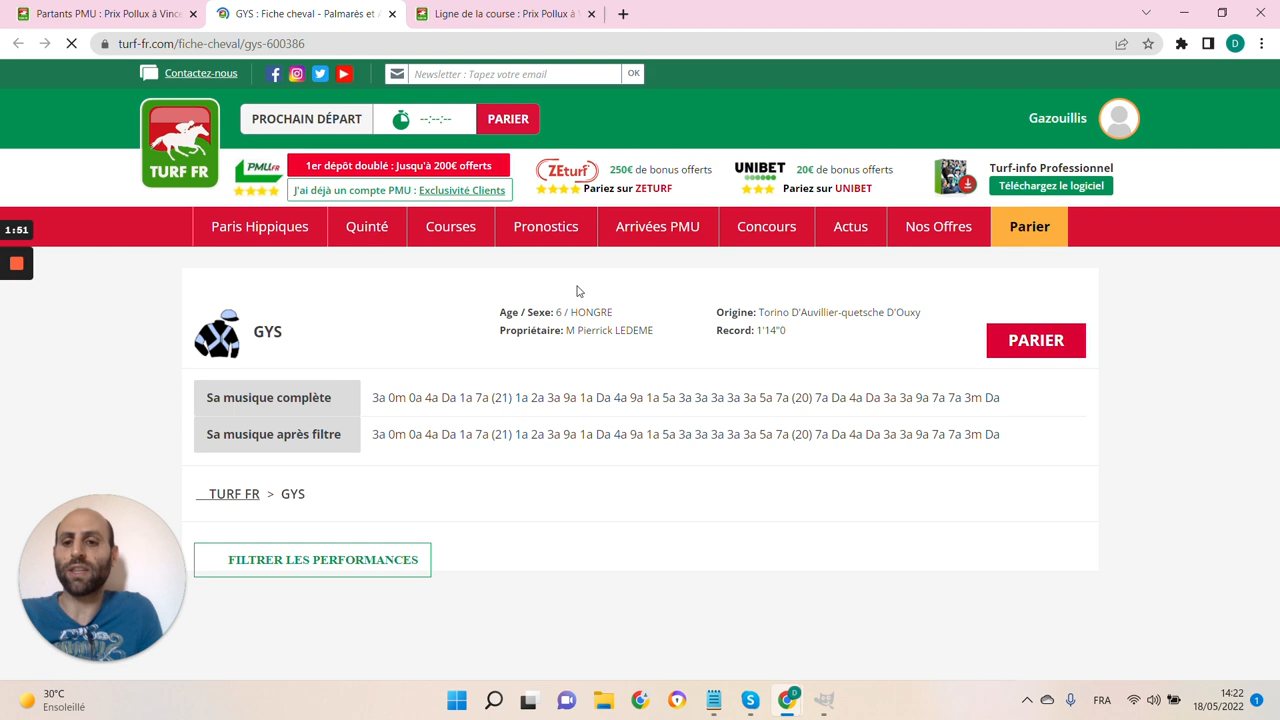 Partants PMU : Prix Pollux à Vince
GYS : Fiche cheval - Palmarès et A
Ligne de la course : Prix Pollux à V
turf-fr.com/fiche-cheval/gys-600386
D
Contactez-nous
Newsletter : Tapez votre email
OK
TURF FR
PROCHAIN DÉPART
--:--:--
PARIER
Gazouillis
PMU.FR
1er dépôt doublé : Jusqu'à 200€ offerts
J'ai déjà un compte PMU : Exclusivité Clients
ZEturf
250€ de bonus offerts
Pariez sur ZETURF
UNIBET
20€ de bonus offerts
Pariez sur UNIBET
Turf-info Professionnel
Téléchargez le logiciel
1:51
Paris Hippiques
Quinté
Courses
Pronostics
Arrivées PMU
Concours
Actus
Nos Offres
Parier
GYS
Age / Sexe: 6 / HONGRE
Propriétaire: M Pierrick LEDEME
Origine: Torino D'Auvillier-quetsche D'Ouxy
Record: 1'14"0
PARIER
Sa musique complète
3a 0m 0a 4a Da 1a 7a (21) 1a 2a 3a 9a 1a Da 4a 9a 1a 5a 3a 3a 3a 3a 3a 5a 7a (20) 7a Da 4a Da 3a 3a 9a 7a 7a 3m Da
Sa musique après filtre
3a 0m 0a 4a Da 1a 7a (21) 1a 2a 3a 9a 1a Da 4a 9a 1a 5a 3a 3a 3a 3a 3a 5a 7a (20) 7a Da 4a Da 3a 3a 9a 7a 7a 3m Da
TURF FR > GYS
FILTRER LES PERFORMANCES
30°C
Ensoleillé
D
FRA
14:22
18/05/2022
1